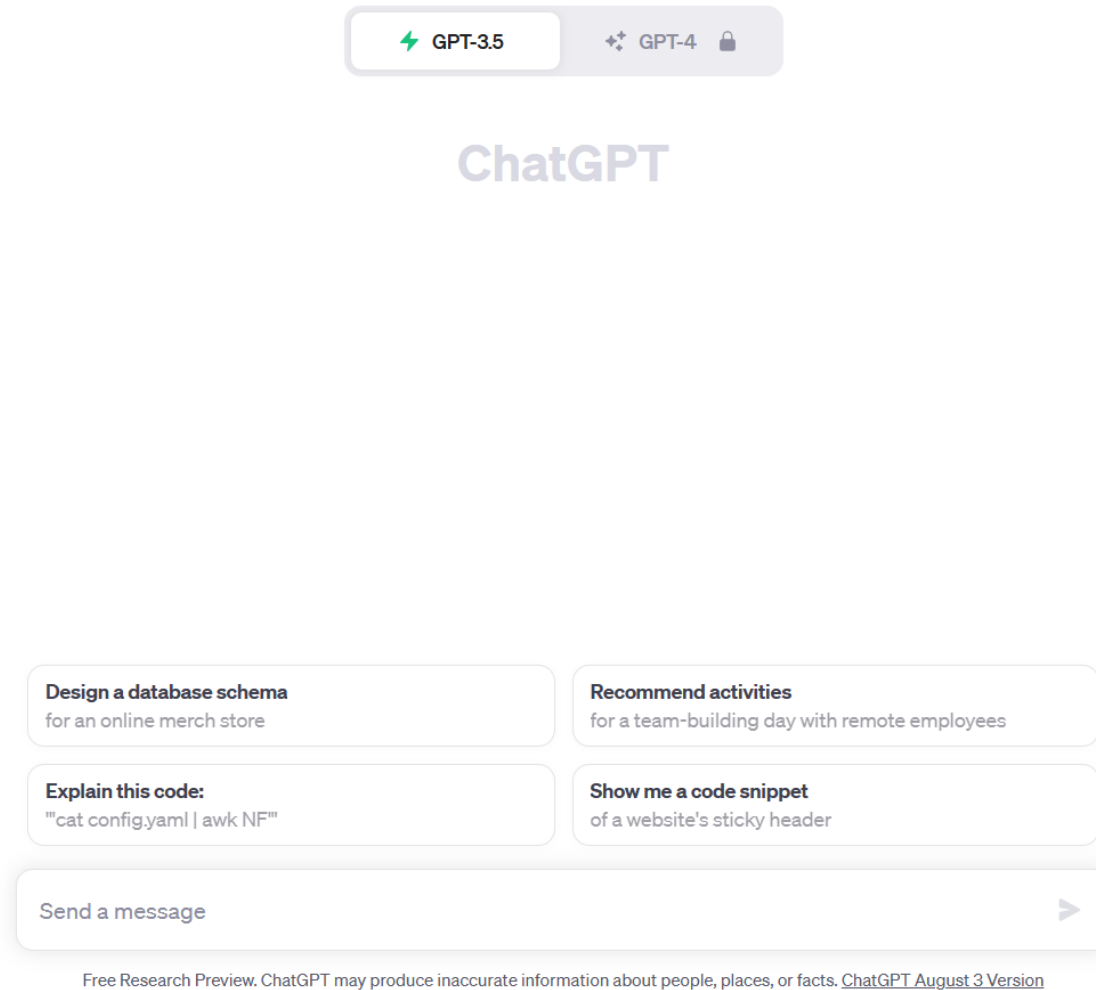 GPT-3.5
GPT-4
ChatGPT
Design a database schema
for an online merch store
Recommend activities
for a team-building day with remote employees
Explain this code:
"'cat config.yaml | awk NF'"
Show me a code snippet
of a website's sticky header
Send a message
Free Research Preview. ChatGPT may produce inaccurate information about people, places, or facts. ChatGPT August 3 Version